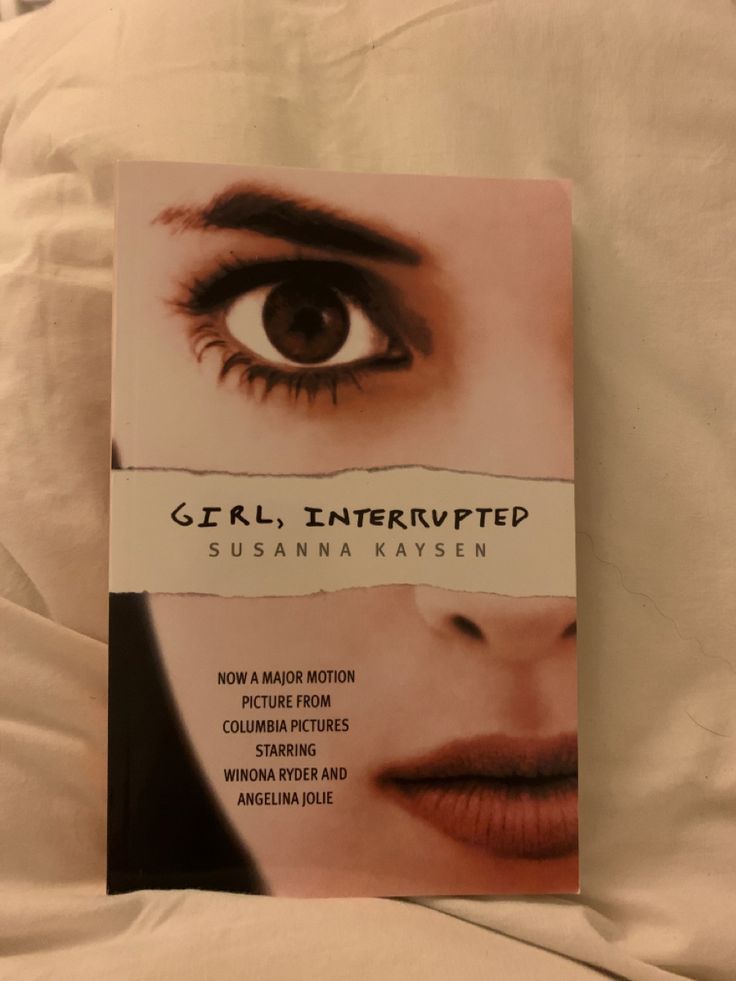 GIRL, INTERRUPTED
SUSANNA KAYSEN
NOW A MAJOR MOTION
PICTURE FROM
COLUMBIA PICTURES
STARRING
WINONA RYDER AND
ANGELINA JOLIE